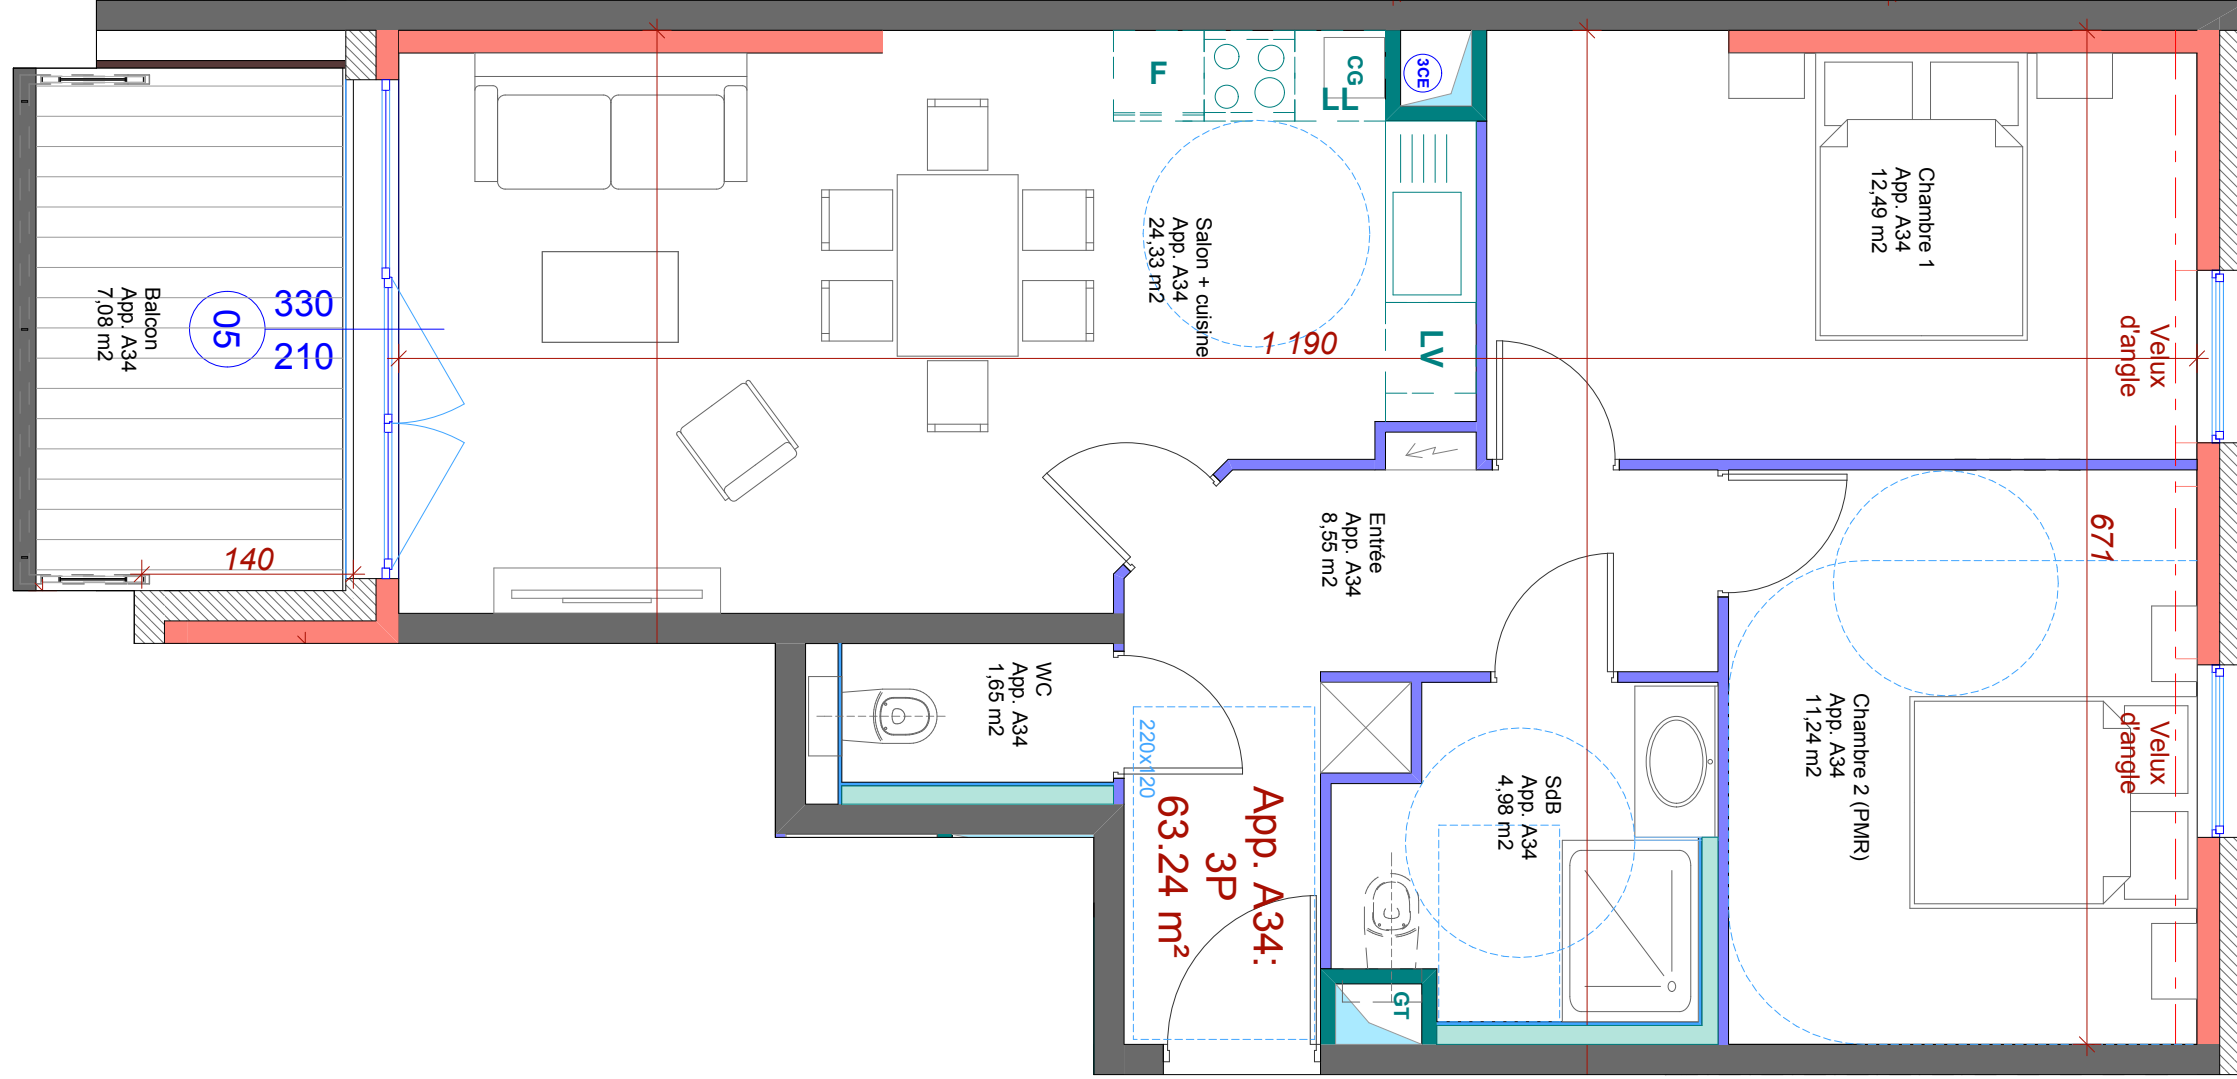 F
CG
LL
3CE
LV
Salon + cuisine
App. A34
24,33 m2
Chambre 1
App. A34
12,49 m2
Velux
d'angle
Balcon
App. A34
7,08 m2
05
330
210
1 190
140
671
Entrée
App. A34
8,55 m2
WC
App. A34
1,65 m2
220x120
App. A34:
3P
63.24 m²
SdB
App. A34
4,98 m2
GT
Chambre 2 (PMR)
App. A34
11,24 m2
Velux
d'angle